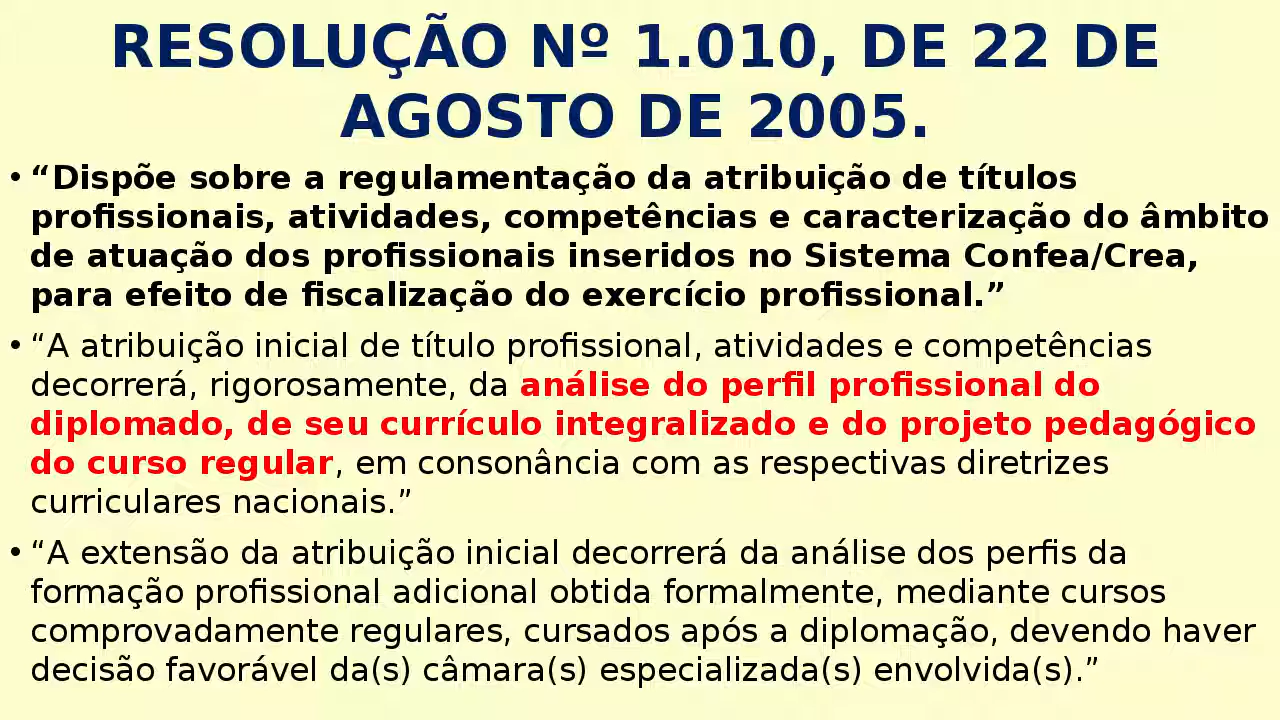 RESOLUÇÃO Nº 1.010, DE 22 DE
AGOSTO DE 2005.
• “Dispõe sobre a regulamentação da atribuição de títulos
profissionais, atividades, competências e caracterização do âmbito
de atuação dos profissionais inseridos no Sistema Confea/Crea,
para efeito de fiscalização do exercício profissional.”
• “A atribuição inicial de título profissional, atividades e competências
decorrerá, rigorosamente, da análise do perfil profissional do
diplomado, de seu currículo integralizado e do projeto pedagógico
do curso regular, em consonância com as respectivas diretrizes
curriculares nacionais.”
• “A extensão da atribuição inicial decorrerá da análise dos perfis da
formação profissional adicional obtida formalmente, mediante cursos
comprovadamente regulares, cursados após a diplomação, devendo haver
decisão favorável da(s) câmara(s) especializada(s) envolvida(s).”